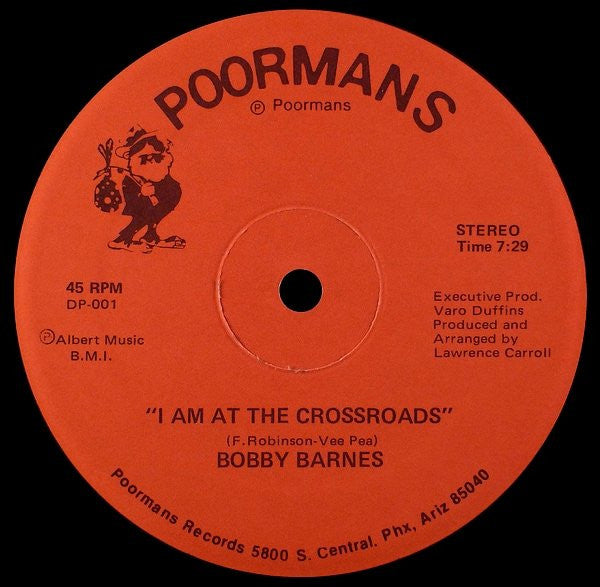 POORMANS
℗ Poormans
STEREO
Time 7:29
45 RPM
DP-001
℗Albert Music
B.M.I.
Executive Prod.
Varo Duffins
Produced and
Arranged by
Lawrence Carroll
"I AM AT THE CROSSROADS"
(F.Robinson-Vee Pea)
BOBBY BARNES
Poormans Records 5800 S. Central. Phx, Ariz 85040